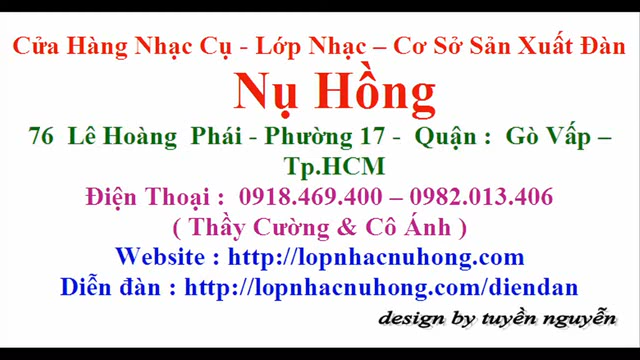 Cửa Hàng Nhạc Cụ - Lớp Nhạc – Cơ Sở Sản Xuất Đàn
Nụ Hồng
76 Lê Hoàng Phái - Phường 17 - Quận : Gò Vấp –
Tp.HCM
Điện Thoại : 0918.469.400 – 0982.013.406
( Thầy Cường & Cô Ánh )
Website : http://lopnhacnuhong.com
Diễn đàn : http://lopnhacnuhong.com/diendan
design by tuyền nguyễn